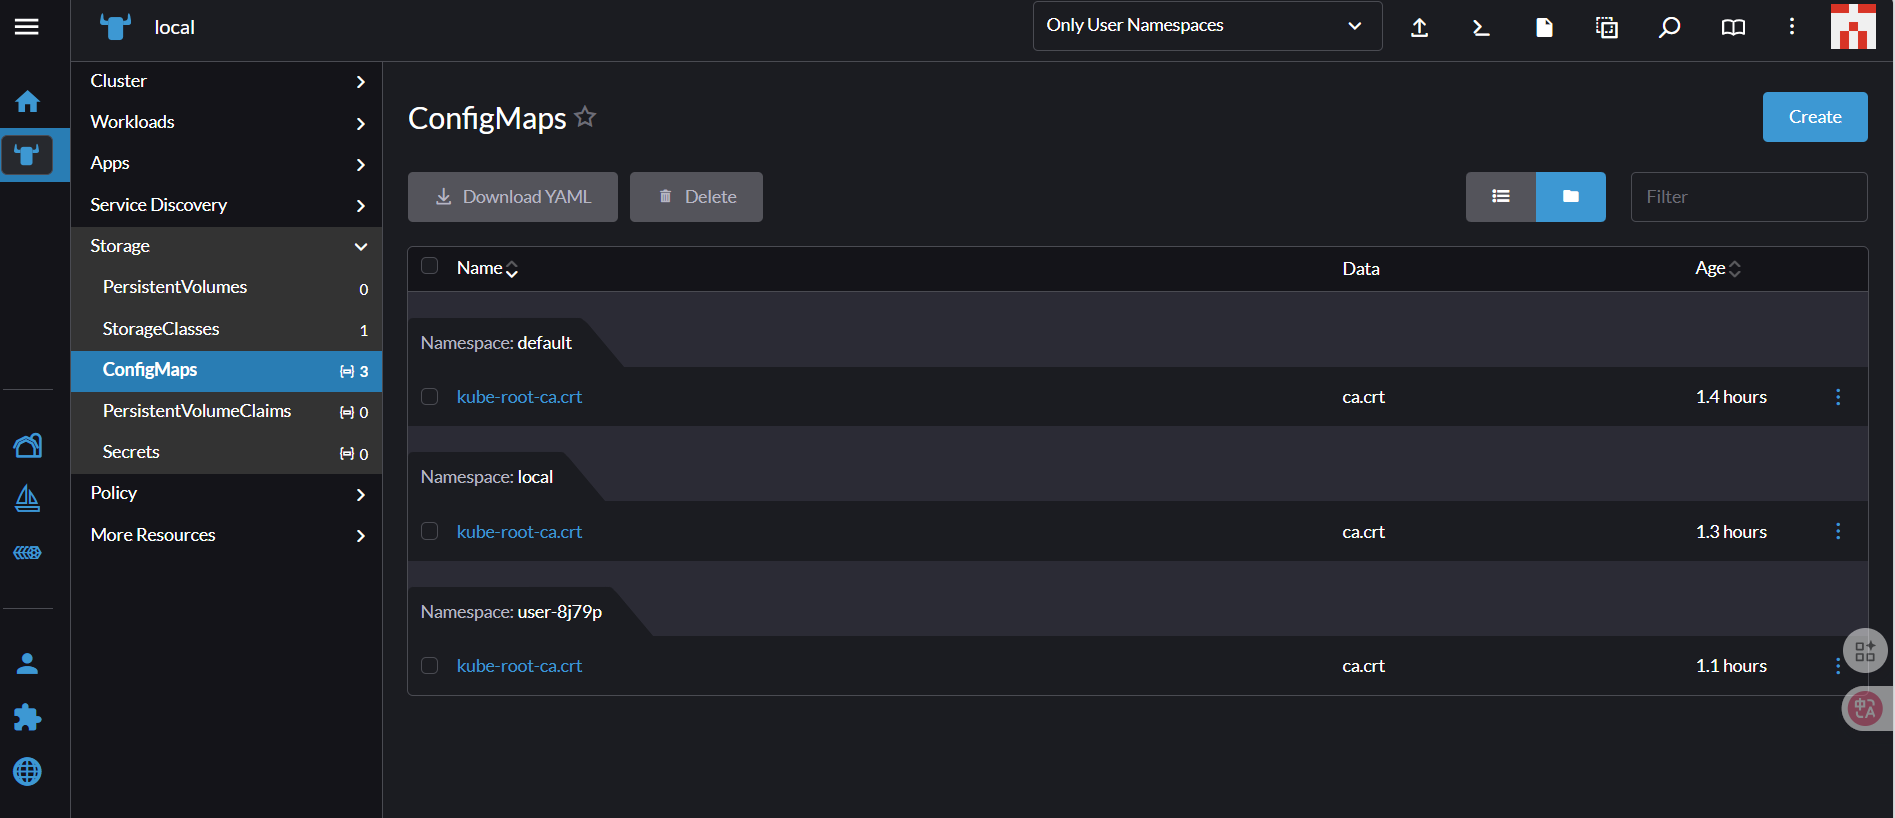 local
Only User Namespaces
Cluster
Workloads
Apps
Service Discovery
Storage
PersistentVolumes 0
StorageClasses 1
ConfigMaps 3
PersistentVolumeClaims 0
Secrets 0
Policy
More Resources
ConfigMaps
Create
Download YAML
Delete
Filter
Name Data Age
Namespace: default
kube-root-ca.crt ca.crt 1.4 hours
Namespace: local
kube-root-ca.crt ca.crt 1.3 hours
Namespace: user-8j79p
kube-root-ca.crt ca.crt 1.1 hours
中A